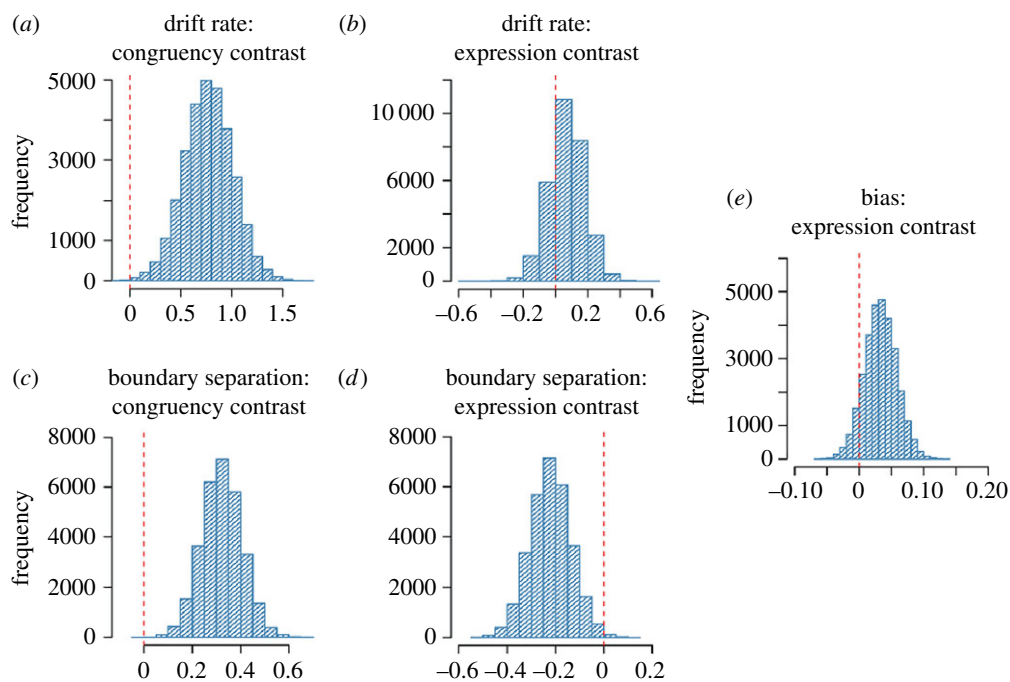 (a) drift rate:
congruency contrast
frequency
5000
3000
1000
0
0 0.5 1.0 1.5
(b) drift rate:
expression contrast
10 000
6000
2000
0
–0.6 –0.2 0.2 0.6
(c) boundary separation:
congruency contrast
frequency
8000
6000
4000
2000
0
0 0.2 0.4 0.6
(d) boundary separation:
expression contrast
8000
6000
4000
2000
0
–0.6 –0.4 –0.2 0 0.2
(e) bias:
expression contrast
frequency
5000
3000
1000
0
–0.10 0 0.10 0.20